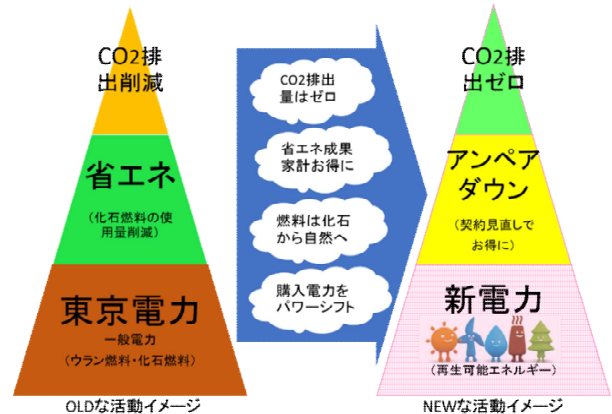 CO2排
出削減
省エネ
（化石燃料の使
用量削減）
東京電力
一般電力
（ウラン燃料・化石燃料）
OLDな活動イメージ
CO2排出
量はゼロ
省エネ成果
家計お得に
燃料は化石
から自然へ
購入電力を
パワーシフト
CO2排
出ゼロ
アンペア
ダウン
（契約見直しで
お得に）
新電力
（再生可能エネルギー）
NEWな活動イメージ